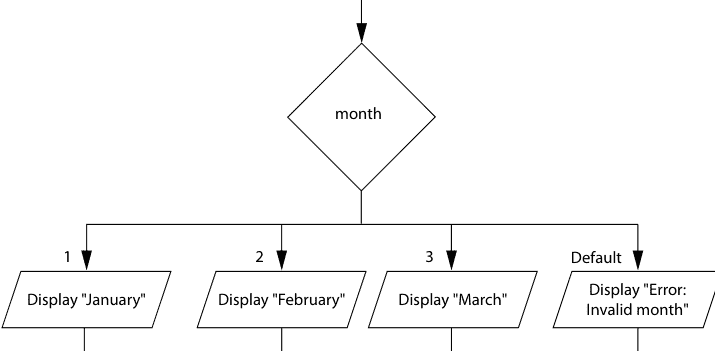 month
1
2
3
Default
Display "January"
Display "February"
Display "March"
Display "Error:
Invalid month"